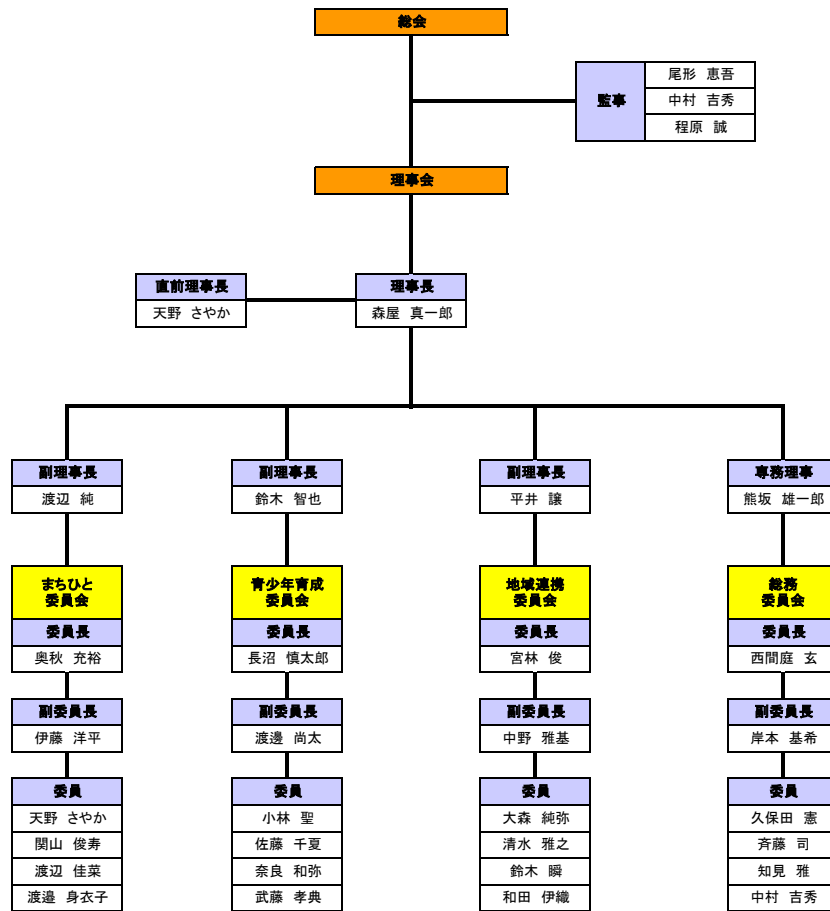 総会
監事
尾形 恵吾
中村 吉秀
程原 誠
理事会
直前理事長
天野 さやか
理事長
森屋 真一郎
副理事長
渡辺 純
副理事長
鈴木 智也
副理事長
平井 譲
専務理事
熊坂 雄一郎
まちひと
委員会
委員長
奥秋 充裕
副委員長
伊藤 洋平
委員
天野 さやか
関山 俊寿
渡辺 佳菜
渡邉 身衣子
青少年育成
委員会
委員長
長沼 慎太郎
副委員長
渡邊 尚太
委員
小林 聖
佐藤 千夏
奈良 和弥
武藤 孝典
地域連携
委員会
委員長
宮林 俊
副委員長
中野 雅基
委員
大森 純弥
清水 雅之
鈴木 瞬
和田 伊織
総務
委員会
委員長
西間庭 玄
副委員長
岸本 基希
委員
久保田 憲
斉藤 司
知見 雅
中村 吉秀